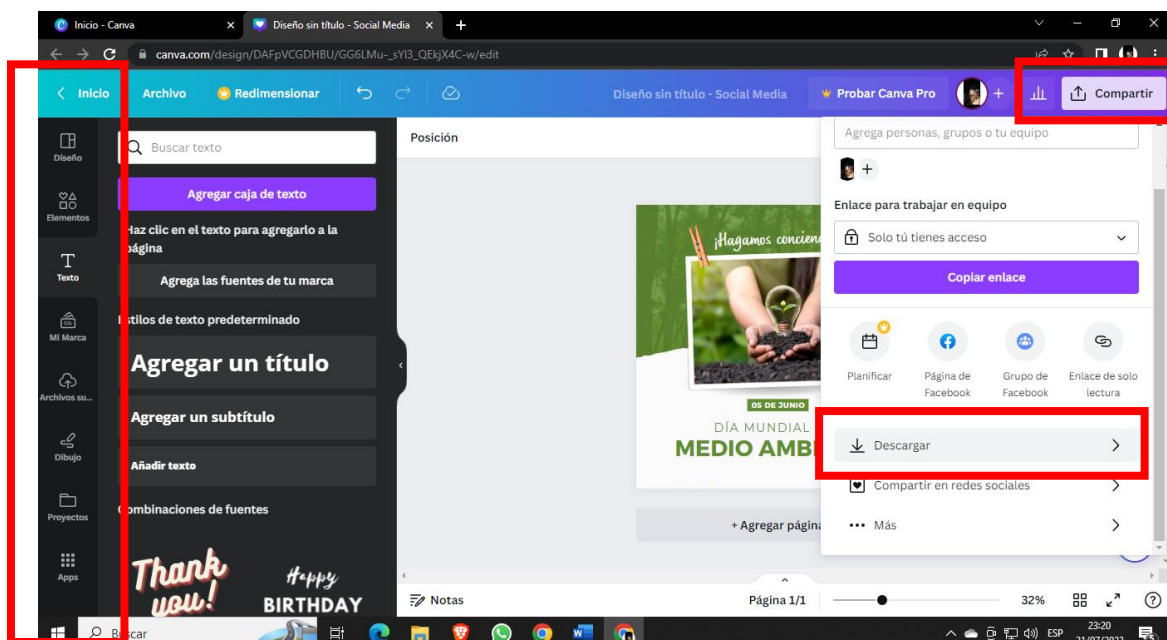 Inicio - Canva
Diseño sin título - Social Media
canva.com/design/DAFpVCGDHBU/GG6LMu-_sYI3_QEkjX4C-w/edit
Inicio
Archivo
Redimensionar
Diseño sin título - Social Media
Probar Canva Pro
Compartir
Diseño
Elementos
Texto
Mi Marca
Archivos su...
Dibujo
Proyectos
Apps
Buscar texto
Agregar caja de texto
Haz clic en el texto para agregarlo a la
página
Agrega las fuentes de tu marca
Estilos de texto predeterminado
Agregar un título
Agregar un subtítulo
Añadir texto
Combinaciones de fuentes
Thank
you!
Happy
BIRTHDAY
Posición
¡Hagamos concien
05 DE JUNIO
DÍA MUNDIAL
MEDIO AMB
+ Agregar página
Agrega personas, grupos o tu equipo
Enlace para trabajar en equipo
Solo tú tienes acceso
Copiar enlace
Planificar
Página de
Facebook
Grupo de
Facebook
Enlace de solo
lectura
Descargar
Compartir en redes sociales
Más
Notas
Página 1/1
32%
Buscar
ESP
23:20